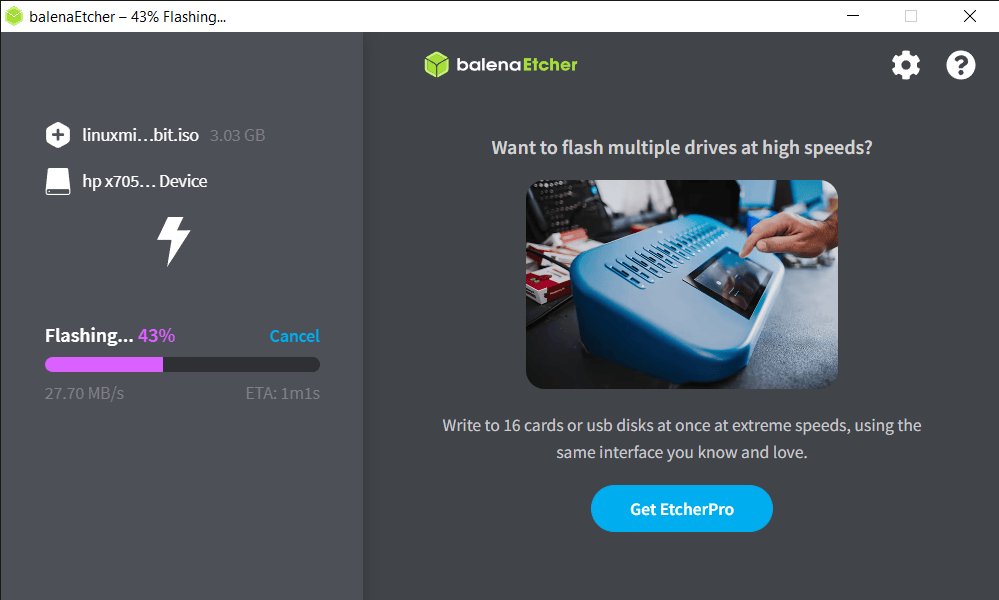 balenaEtcher – 43% Flashing...
balenaEtcher
linuxmi…bit.iso 3.03 GB
hp x705… Device
Flashing... 43% Cancel
27.70 MB/s ETA: 1m1s
Want to flash multiple drives at high speeds?
Write to 16 cards or usb disks at once at extreme speeds, using the
same interface you know and love.
Get EtcherPro